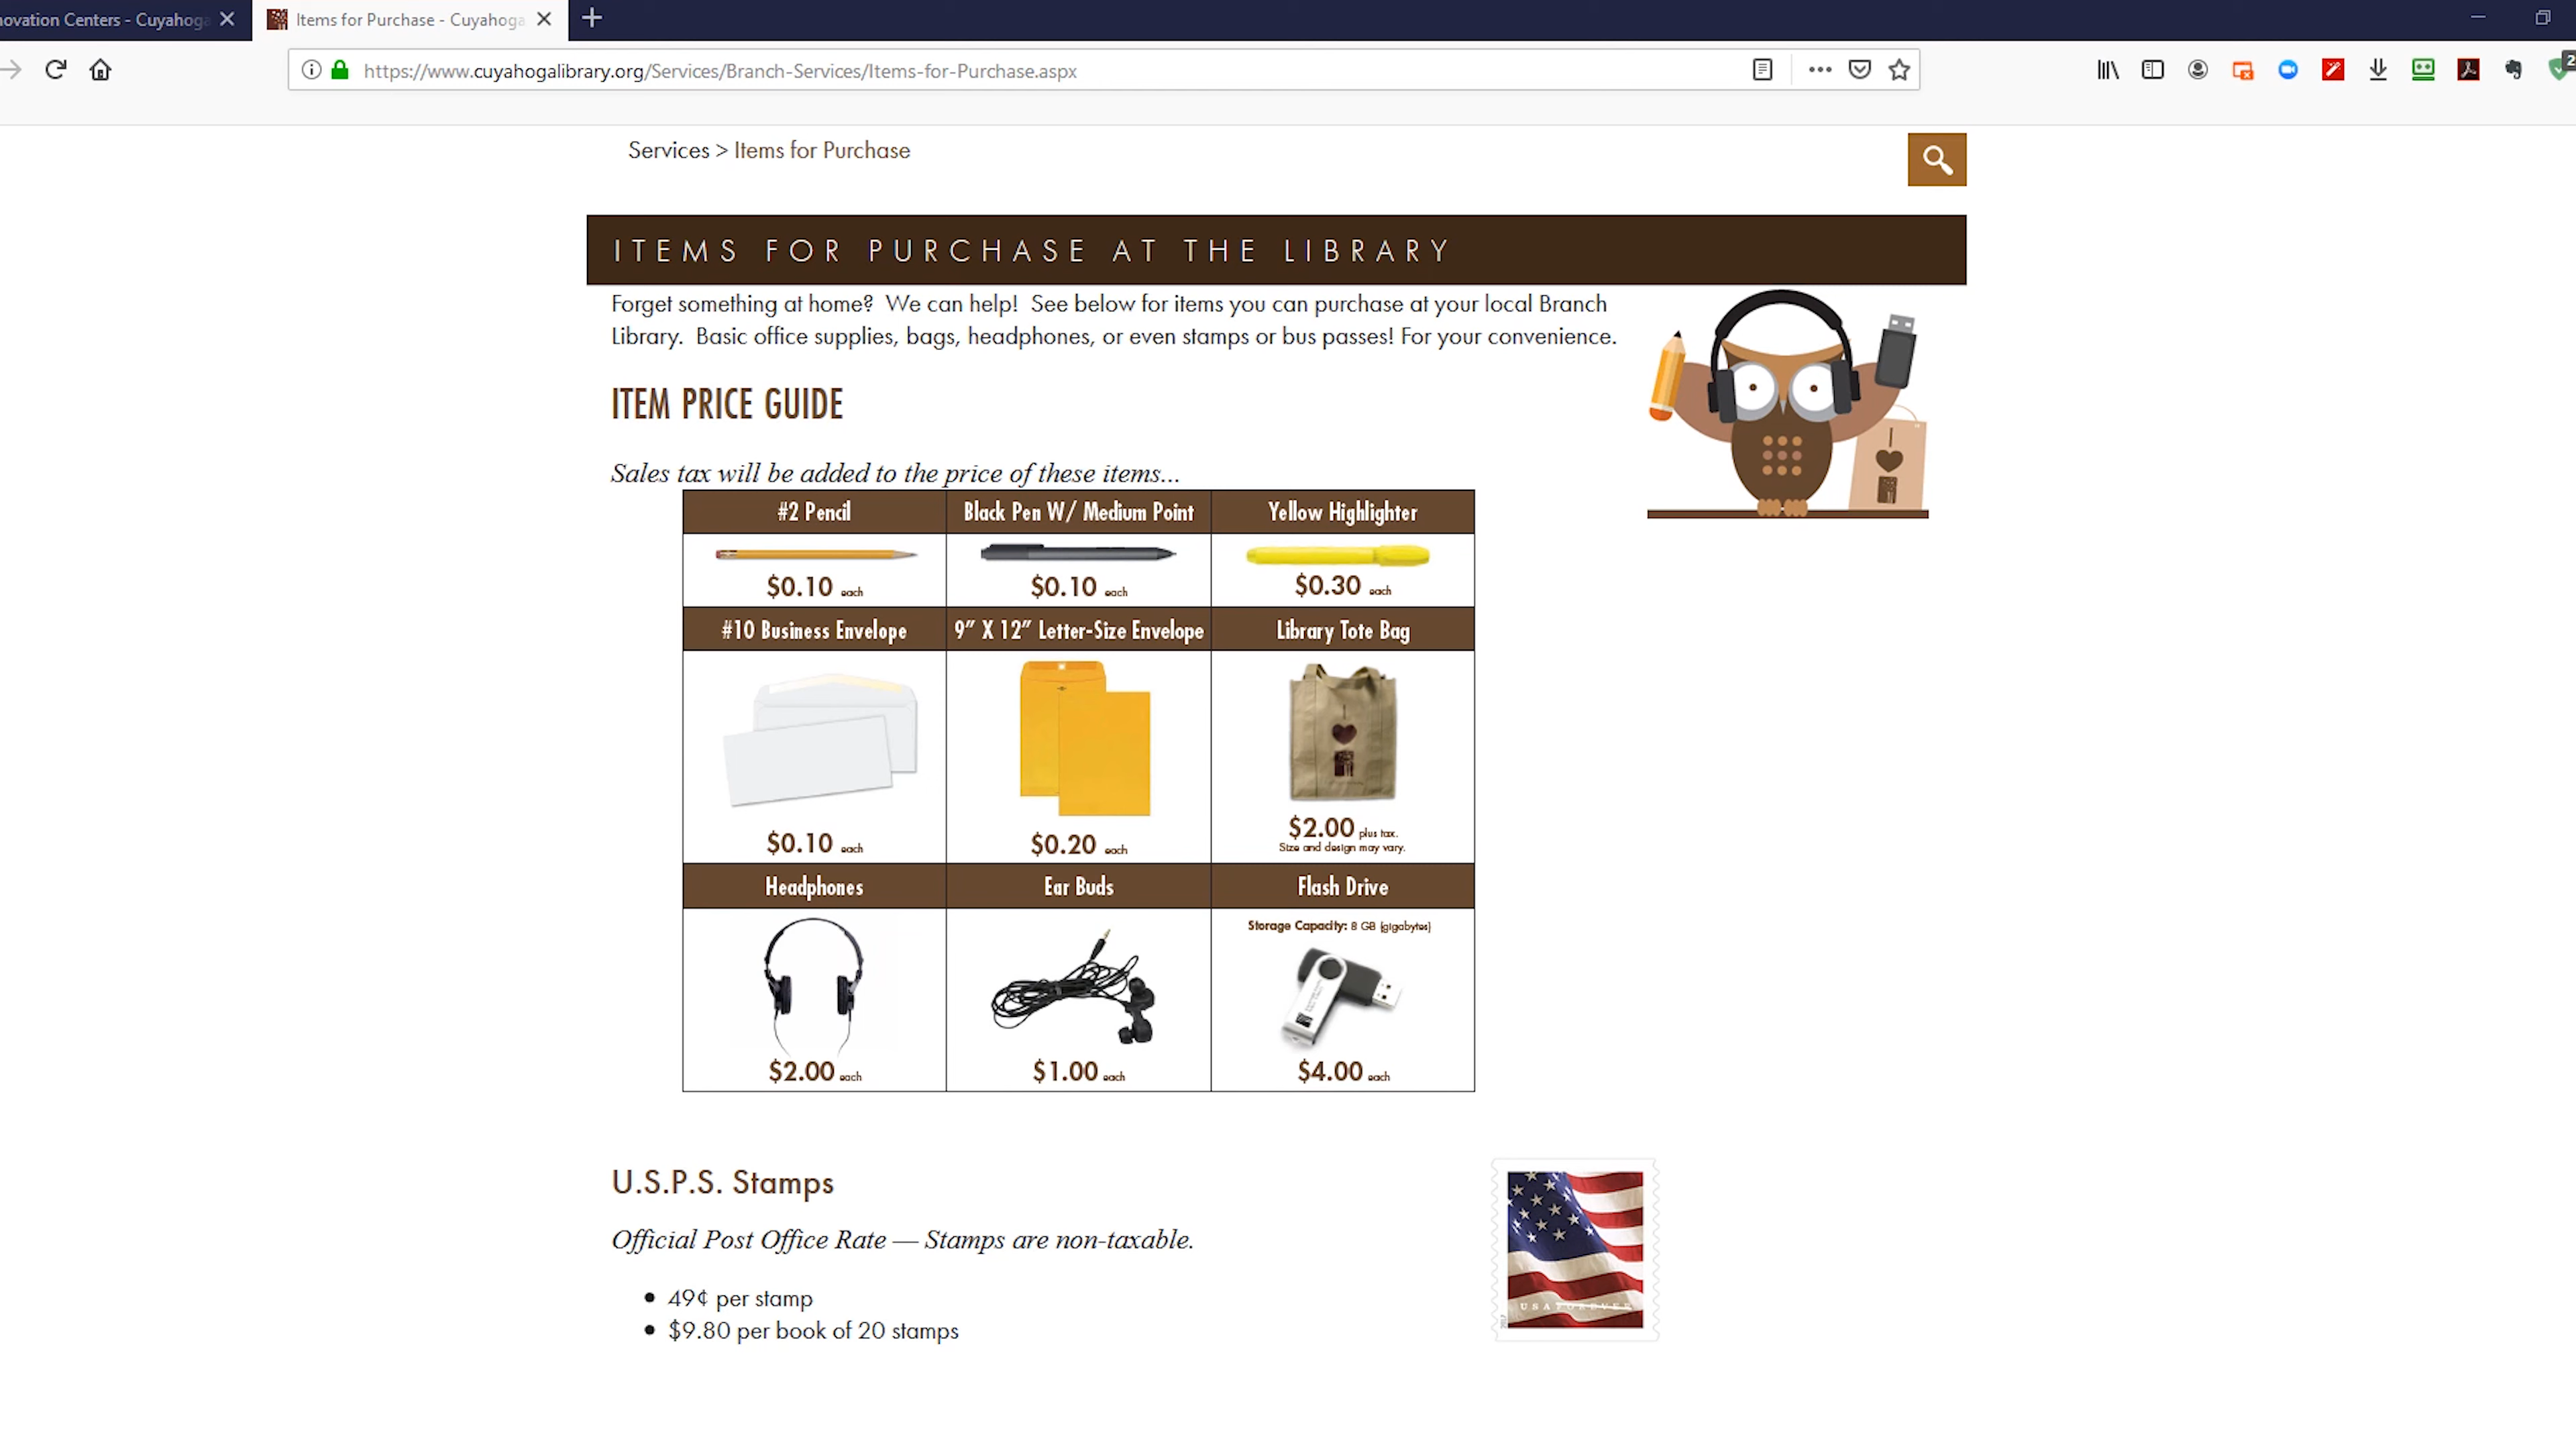 novation Centers - Cuyahoga
Items for Purchase - Cuyahoga
https://www.cuyahogalibrary.org/Services/Branch-Services/Items-for-Purchase.aspx
2
Services > Items for Purchase
ITEMS FOR PURCHASE AT THE LIBRARY
Forget something at home? We can help! See below for items you can purchase at your local Branch
Library. Basic office supplies, bags, headphones, or even stamps or bus passes! For your convenience.
ITEM PRICE GUIDE
I
Sales tax will be added to the price of these items...
#2 Pencil Black Pen W/ Medium Point Yellow Highlighter
$0.10 each $0.10 each $0.30 each
#10 Business Envelope 9" X 12" Letter-Size Envelope Library Tote Bag
I
$0.10 each $0.20 each $2.00 plus tax.
Size and design may vary.
Headphones Ear Buds Flash Drive
Storage Capacity: 8 GB (gigabytes)
$2.00 each $1.00 each $4.00 each
U.S.P.S. Stamps
Official Post Office Rate — Stamps are non-taxable.
• 49¢ per stamp
• $9.80 per book of 20 stamps
USA FOREVER